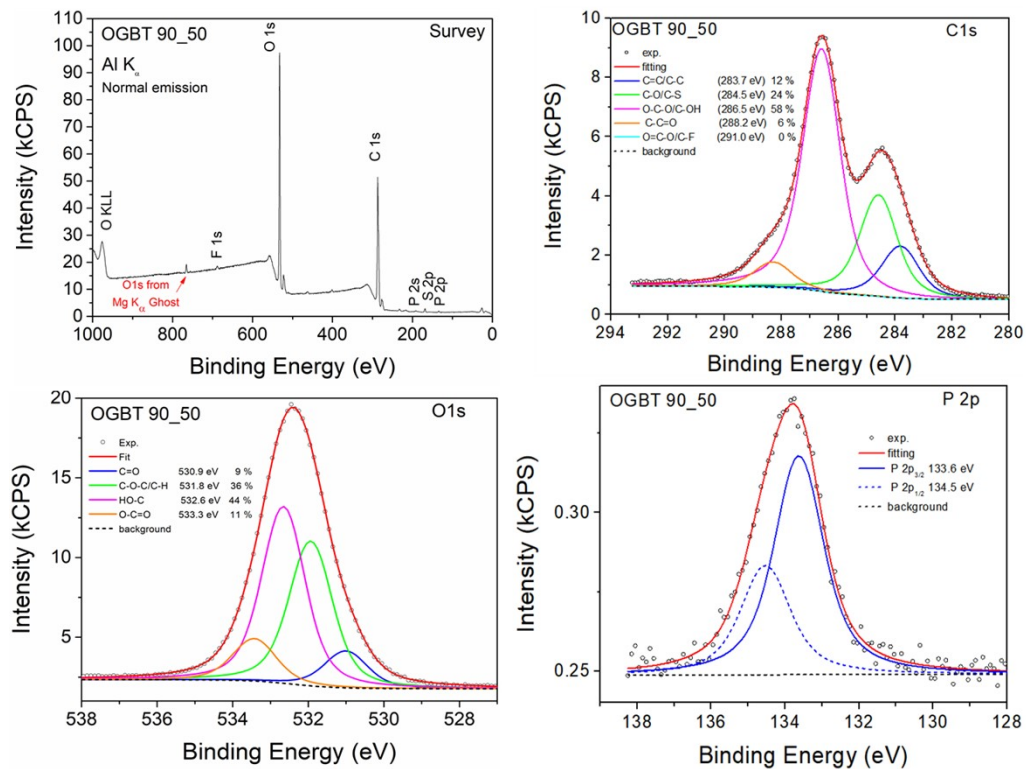 OGBT 90_50
Survey
Al Kα
Normal emission
O 1s
C 1s
O KLL
F 1s
P 2s
S 2p
P 2p
O1s from
Mg Kα Ghost
110
100
90
80
70
60
50
40
30
20
10
0
1000 800 600 400 200 0
Intensity (kCPS)
Binding Energy (eV)
OGBT 90_50
C1s
exp.
fitting
C=C/C-C (283.7 eV) 12 %
C-O/C-S (284.5 eV) 24 %
O-C-O/C-OH (286.5 eV) 58 %
C-C=O (288.2 eV) 6 %
O=C-O/C-F (291.0 eV) 0 %
background
10
8
6
4
2
0
292 290 288 286 284 282 280
Intensity (kCPS)
Binding Energy (eV)
OGBT 90_50
O1s
Exp.
Fit
C=O 530.9 eV 9 %
C-O-C/C-H 531.8 eV 36 %
HO-C 532.6 eV 44 %
O-C=O 533.3 eV 11 %
background
20
15
10
5
538 536 534 532 530 528
Intensity (kCPS)
Binding Energy (eV)
OGBT 90_50
P 2p
exp.
fitting
P 2p3/2 133.6 eV
P 2p1/2 134.5 eV
background
0.30
0.25
138 136 134 132 130 128
Intensity (kCPS)
Binding Energy (eV)